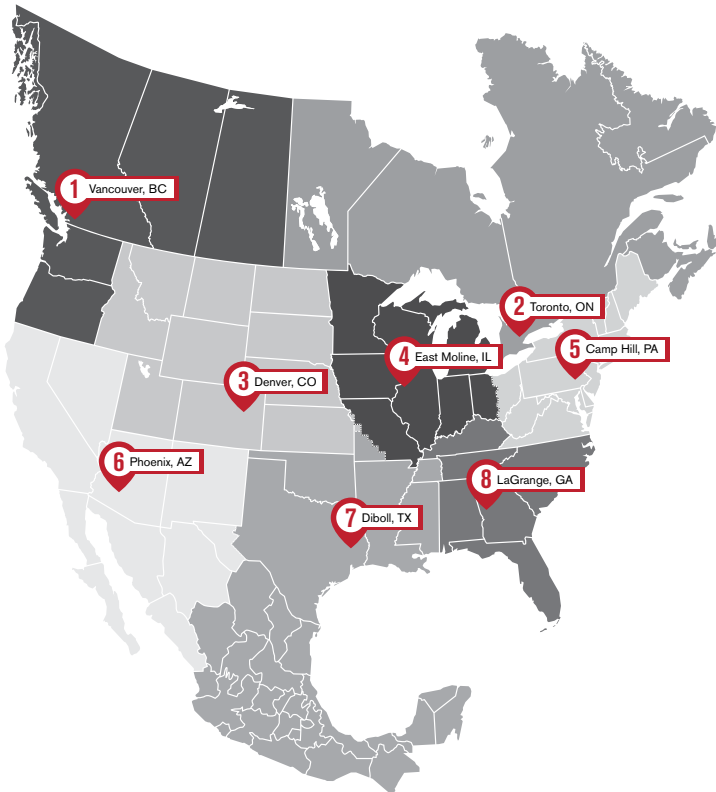 1 Vancouver, BC
2 Toronto, ON
3 Denver, CO
4 East Moline, IL
5 Camp Hill, PA
6 Phoenix, AZ
7 Diboll, TX
8 LaGrange, GA